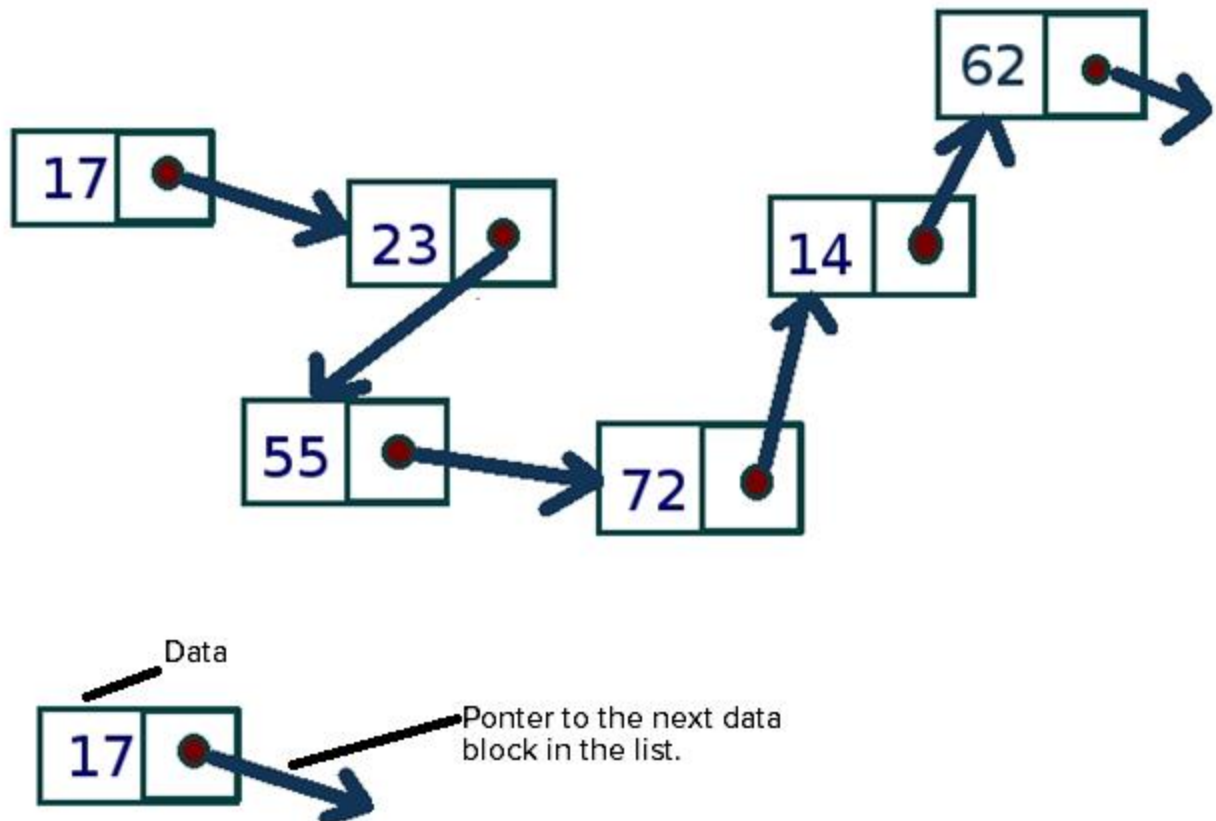 17
23
55
72
14
62
Data
17
Ponter to the next data
block in the list.